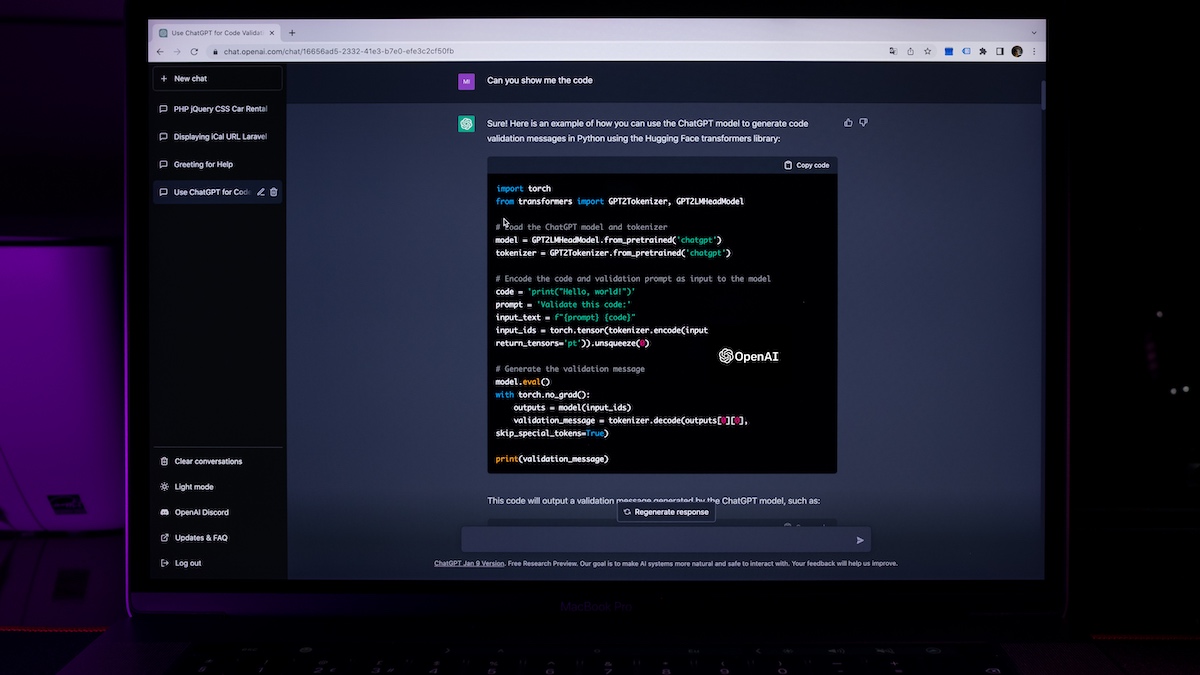 Use ChatGPT for Code Validat
chat.openai.com/chat/16656ad5-2332-41e3-b7e0-efe3c2cf50fb
New chat
PHP jQuery CSS Car Rental
Displaying iCal URL Laravel
Greeting for Help
Use ChatGPT for Code
Clear conversations
Light mode
OpenAI Discord
Updates & FAQ
Log out
MI
Can you show me the code
Sure! Here is an example of how you can use the ChatGPT model to generate code
validation messages in Python using the Hugging Face transformers library:
Copy code
import torch
from transformers import GPT2Tokenizer, GPT2LMHeadModel
# Load the ChatGPT model and tokenizer
model = GPT2LMHeadModel.from_pretrained('chatgpt')
tokenizer = GPT2Tokenizer.from_pretrained('chatgpt')
# Encode the code and validation prompt as input to the model
code = 'print("Hello, world!")'
prompt = 'Validate this code:'
input_text = f"{prompt} {code}"
input_ids = torch.tensor(tokenizer.encode(input
return_tensors='pt')).unsqueeze(0)
OpenAI
# Generate the validation message
model.eval()
with torch.no_grad():
outputs = model(input_ids)
validation_message = tokenizer.decode(outputs[0][0],
skip_special_tokens=True)
print(validation_message)
This code will output a validation message generated by the ChatGPT model, such as:
Regenerate response
ChatGPT Jan 9 Version. Free Research Preview. Our goal is to make AI systems more natural and safe to interact with. Your feedback will help us improve.
MacBook Pro